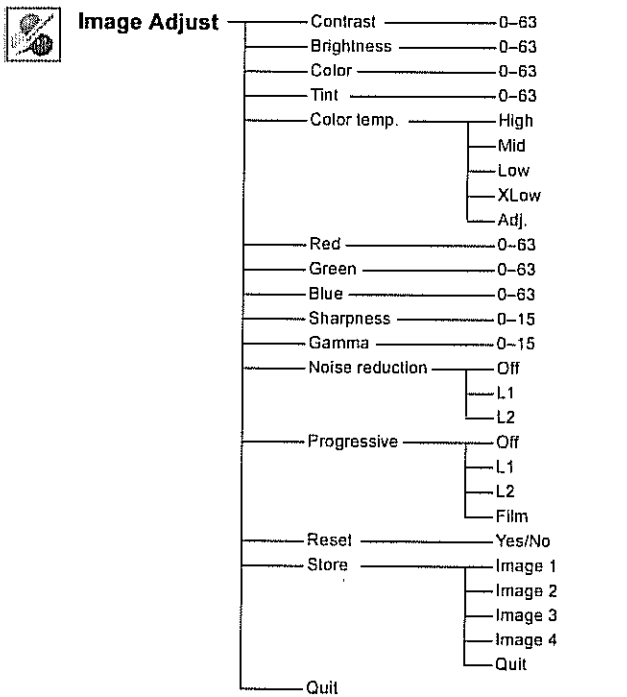 Image Adjust
Contrast 0–63
Brightness 0–63
Color 0–63
Tint 0–63
Color temp. High
Mid
Low
XLow
Adj.
Red 0–63
Green 0–63
Blue 0–63
Sharpness 0–15
Gamma 0–15
Noise reduction Off
L1
L2
Progressive Off
L1
L2
Film
Reset Yes/No
Store Image 1
Image 2
Image 3
Image 4
Quit
Quit